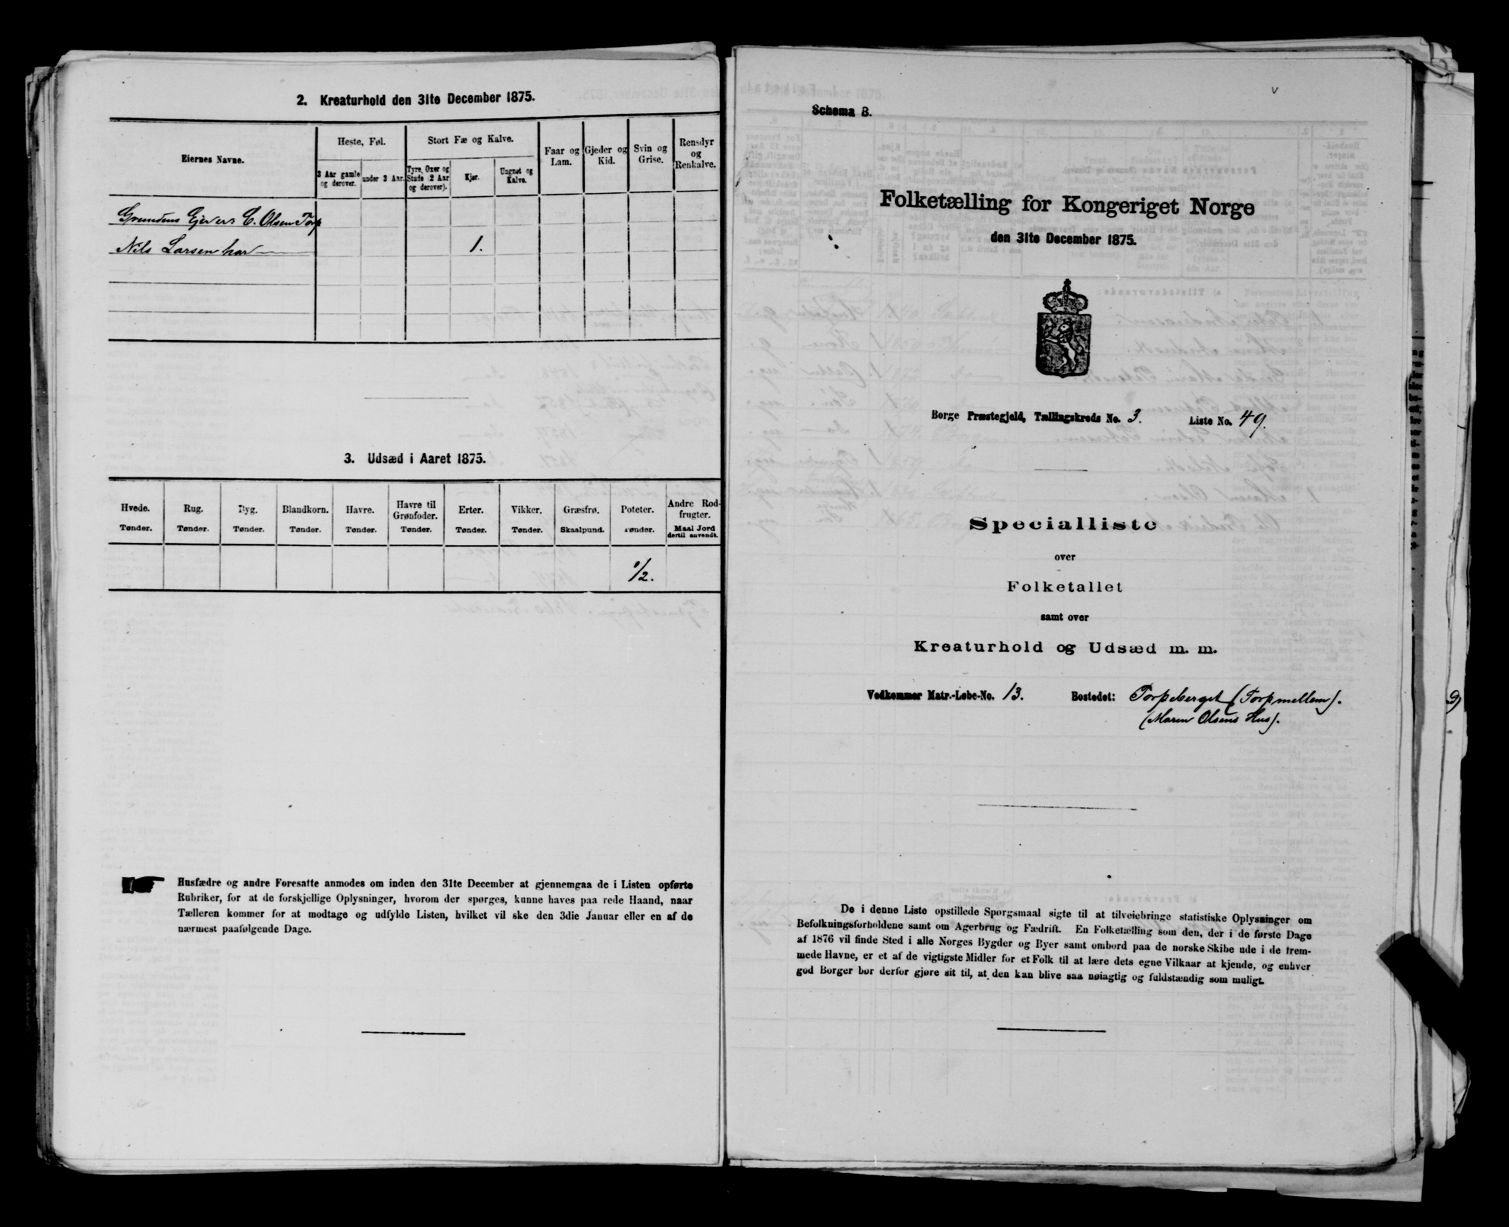 2. Kreaturhold den 31te December 1875.
Eiernes Navne.
Heste, Føl.
Stort Fæ og Kalve.
Faar og Lam.
Gjeder og Kid.
Svin og Grise.
Rensdyr og Renkalve.
3 Aar gamle og derover.
under 3 Aar.
Tyre, Oxer og Stude 2 Aar og derover).
Kjør.
Ungnøt og Kalve.
Grundens Eier er C. Olsen Torp
Nils Larsen har 1.
3. Udsæd i Aaret 1875.
Hvede. Rug. Byg. Blandkorn. Havre. Havre til Grønfoder. Erter. Vikker. Græsfrø. Poteter. Andre Rodfrugter.
Tønder. Tønder. Tønder. Tønder. Tønder. Tønder. Tønder. Tønder. Skaalpund. Tønder. Maal Jord dertil anvendt.
1/2.
Husfædre og andre Foresatte anmodes om inden den 31te December at gjennemgaa de i Listen opførte
Rubriker, for at de forskjellige Oplysninger, hvorom der spørges, kunne haves paa rede Haand, naar
Tælleren kommer for at modtage og udfylde Listen, hvilket vil ske den 3die Januar eller en af de
nærmest paafølgende Dage.
Schema B.
Folketælling for Kongeriget Norge
den 31te December 1875.
Borge Præstegjeld, Tællingskreds No. 3. Liste No. 49.
Specialliste
over
Folketallet
samt over
Kreaturhold og Udsæd m. m.
Vedkommer Matr.-Løbe-No. 13. Bostedet: Torpeberget (Torp mellem).
(Maren Olsens Hus).
De i denne Liste opstillede Spørgsmaal sigte til at tilveiebringe statistiske Oplysninger om
Befolkningsforholdene samt om Agerbrug og Fædrift. En Folketælling som den, der i de første Dage
af 1876 vil finde Sted i alle Norges Bygder og Byer samt ombord paa de norske Skibe ude i de frem-
mede Havne, er et af de vigtigste Midler for et Folk til at lære dets egne Vilkaar at kjende, og enhver
god Borger bør derfor gjøre sit til, at den kan blive saa nøiagtig og fuldstændig som muligt.